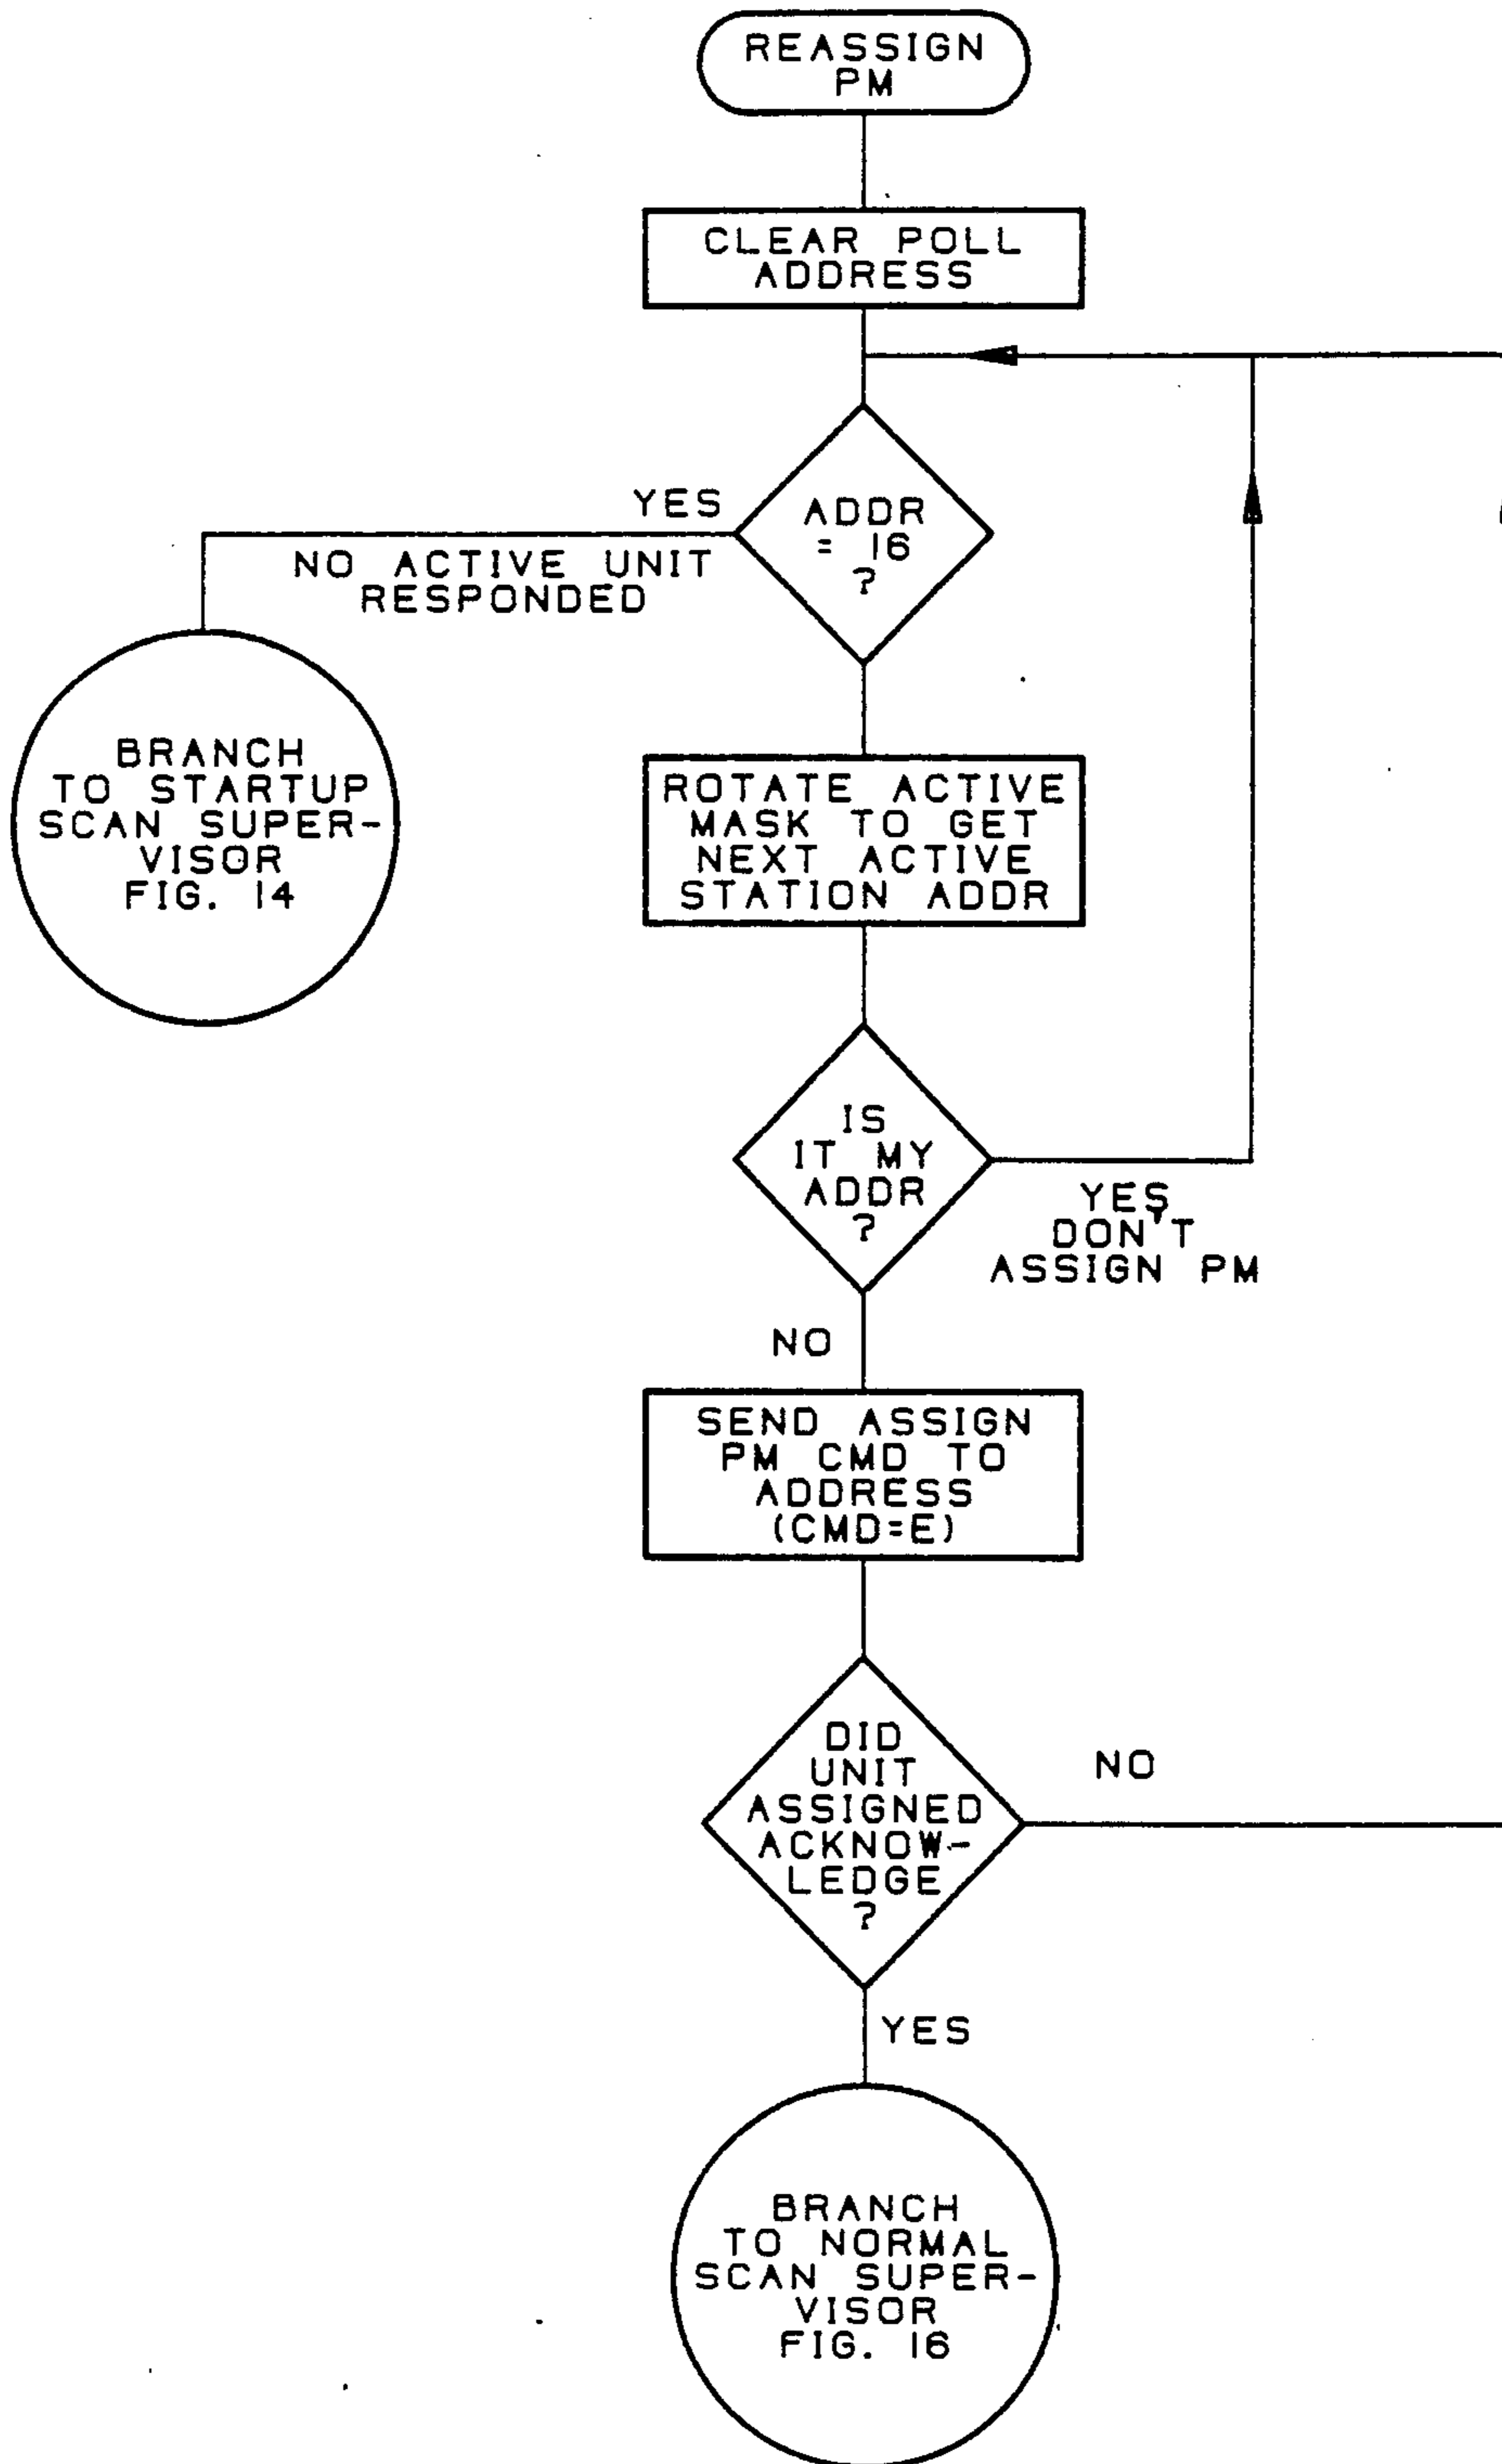 REASSIGN
PM
CLEAR POLL
ADDRESS
YES
ADDR
= 16
?
NO ACTIVE UNIT
RESPONDED
BRANCH
TO STARTUP
SCAN SUPER-
VISOR
FIG. 14
ROTATE ACTIVE
MASK TO GET
NEXT ACTIVE
STATION ADDR
IS
IT MY
ADDR
?
YES
DON'T
ASSIGN PM
NO
SEND ASSIGN
PM CMD TO
ADDRESS
(CMD=E)
DID
UNIT
ASSIGNED
ACKNOW-
LEDGE
?
NO
YES
BRANCH
TO NORMAL
SCAN SUPER-
VISOR
FIG. 16